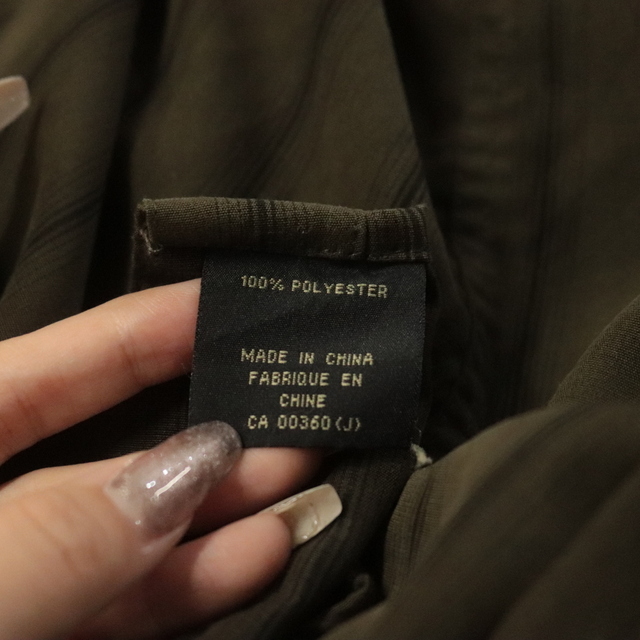 100% POLYESTER
MADE IN CHINA
FABRIQUE EN
CHINE
CA 00360 (J)